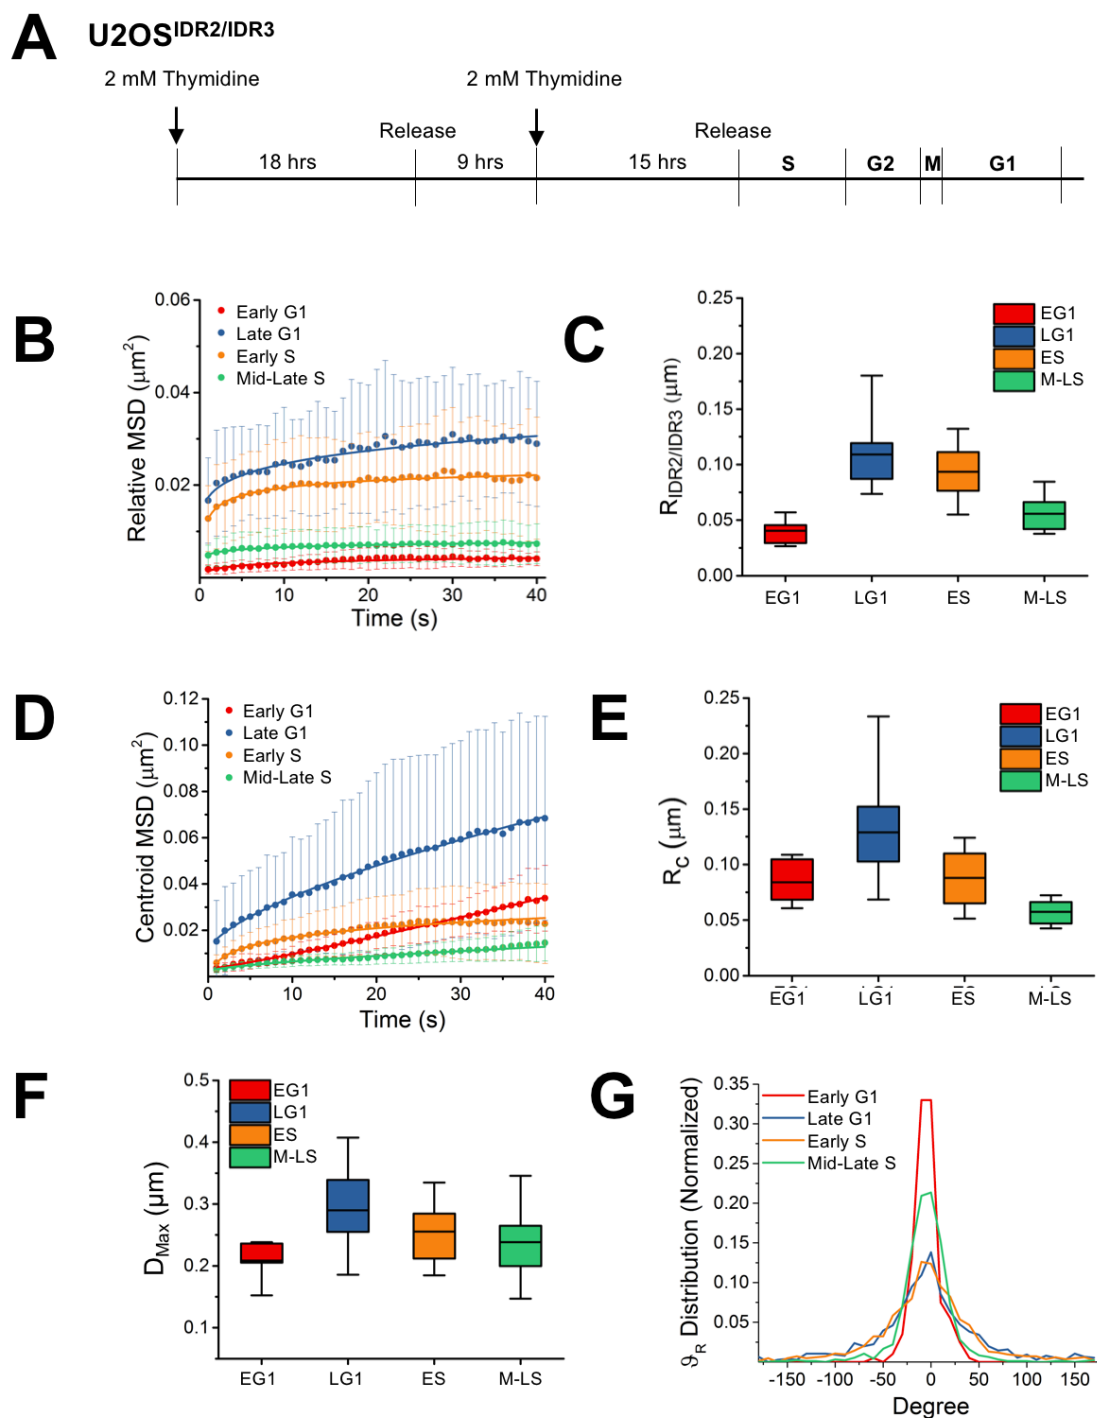 A
U2OS^IDR2/IDR3
2 mM Thymidine 2 mM Thymidine
Release Release
18 hrs 9 hrs 15 hrs S G2 M G1
B
Relative MSD (μm²)
0.06
0.04
0.02
Early G1
Late G1
Early S
Mid-Late S
0 10 20 30 40
Time (s)
C
R_IDR2/IDR3 (μm)
0.25
0.20
0.15
0.10
0.05
0.00
EG1
LG1
ES
M-LS
EG1 LG1 ES M-LS
D
Centroid MSD (μm²)
0.12
0.10
0.08
0.06
0.04
0.02
Early G1
Late G1
Early S
Mid-Late S
0 10 20 30 40
Time (s)
E
R_C (μm)
0.25
0.20
0.15
0.10
0.05
0.00
EG1
LG1
ES
M-LS
EG1 LG1 ES M-LS
F
D_Max (μm)
0.5
0.4
0.3
0.2
0.1
EG1
LG1
ES
M-LS
EG1 LG1 ES M-LS
G
ϑ_R Distribution (Normalized)
0.35
0.30
0.25
0.20
0.15
0.10
0.05
Early G1
Late G1
Early S
Mid-Late S
-150 -100 -50 0 50 100 150
Degree